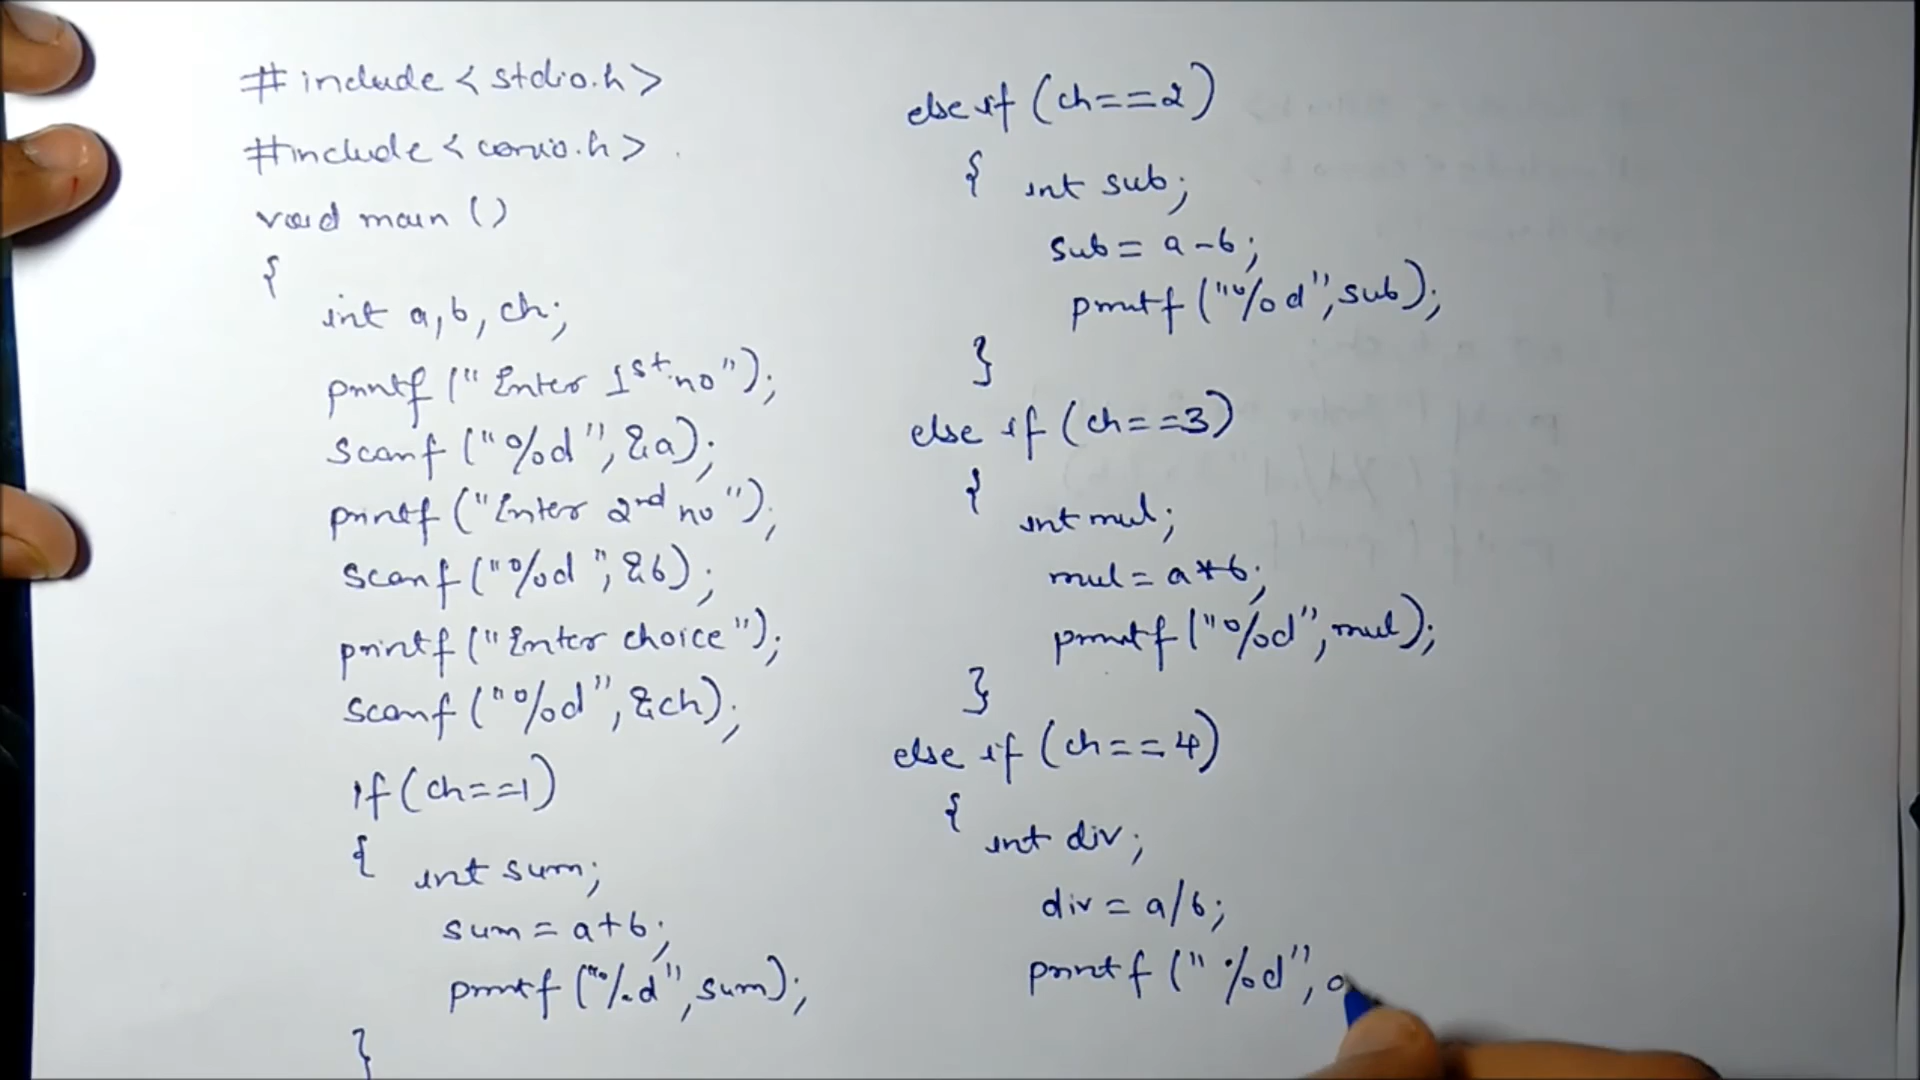 #include <stdio.h>
#include <conio.h>
void main ()
{
int a,b, ch;
printf ("Enter 1st no");
scanf ("%d", &a);
printf ("Enter 2nd no");
scanf ("%d", &b);
printf ("Enter choice");
scanf ("%d", &ch);
if (ch==1)
{ int sum;
sum = a+b;
printf ("%d", sum);
}
else if (ch==2)
{ int sub;
sub = a-b;
printf ("%d", sub);
}
else if (ch==3)
{
int mul;
mul = a*b;
printf ("%d", mul);
}
else if (ch==4)
{
int div;
div = a/b;
printf (" %d",